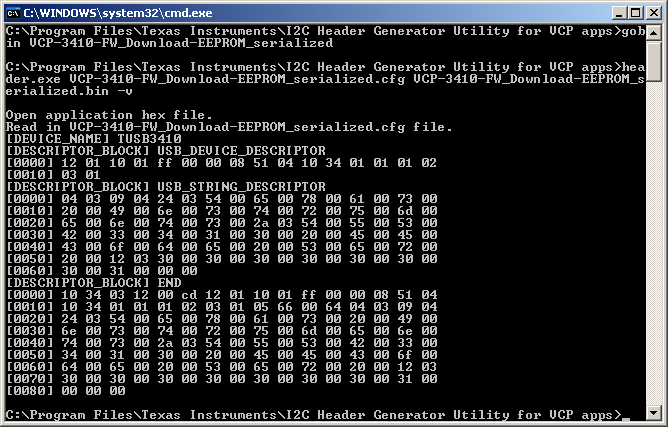 C:\WINDOWS\system32\cmd.exe
C:\Program Files\Texas Instruments\I2C Header Generator Utility for VCP apps>gob
in VCP-3410-FW_Download-EEPROM_serialized
C:\Program Files\Texas Instruments\I2C Header Generator Utility for VCP apps>hea
der.exe VCP-3410-FW_Download-EEPROM_serialized.cfg VCP-3410-FW_Download-EEPROM_s
erialized.bin -v
Open application hex file.
Read in VCP-3410-FW_Download-EEPROM_serialized.cfg file.
[DEVICE_NAME] TUSB3410
[DESCRIPTOR_BLOCK] USB_DEVICE_DESCRIPTOR
[0000] 12 01 10 01 ff 00 00 08 51 04 10 34 01 01 01 02
[0010] 03 01
[DESCRIPTOR_BLOCK] USB_STRING_DESCRIPTOR
[0000] 04 03 09 04 24 03 54 00 65 00 78 00 61 00 73 00
[0010] 20 00 49 00 6e 00 73 00 74 00 72 00 75 00 6d 00
[0020] 65 00 6e 00 74 00 73 00 2a 03 54 00 55 00 53 00
[0030] 42 00 33 00 34 00 31 00 30 00 20 00 45 00 45 00
[0040] 43 00 6f 00 64 00 65 00 20 00 53 00 65 00 72 00
[0050] 20 00 12 03 30 00 30 00 30 00 30 00 30 00 30 00
[0060] 30 00 31 00 00 00
[DESCRIPTOR_BLOCK] END
[0000] 10 34 03 12 00 cd 12 01 10 01 ff 00 00 08 51 04
[0010] 10 34 01 01 01 02 03 01 05 66 00 64 04 03 09 04
[0020] 24 03 54 00 65 00 78 00 61 00 73 00 20 00 49 00
[0030] 6e 00 73 00 74 00 72 00 75 00 6d 00 65 00 6e 00
[0040] 74 00 73 00 2a 03 54 00 55 00 53 00 42 00 33 00
[0050] 34 00 31 00 30 00 20 00 45 00 45 00 43 00 6f 00
[0060] 64 00 65 00 20 00 53 00 65 00 72 00 20 00 12 03
[0070] 30 00 30 00 30 00 30 00 30 00 30 00 30 00 31 00
[0080] 00 00 00
C:\Program Files\Texas Instruments\I2C Header Generator Utility for VCP apps>_